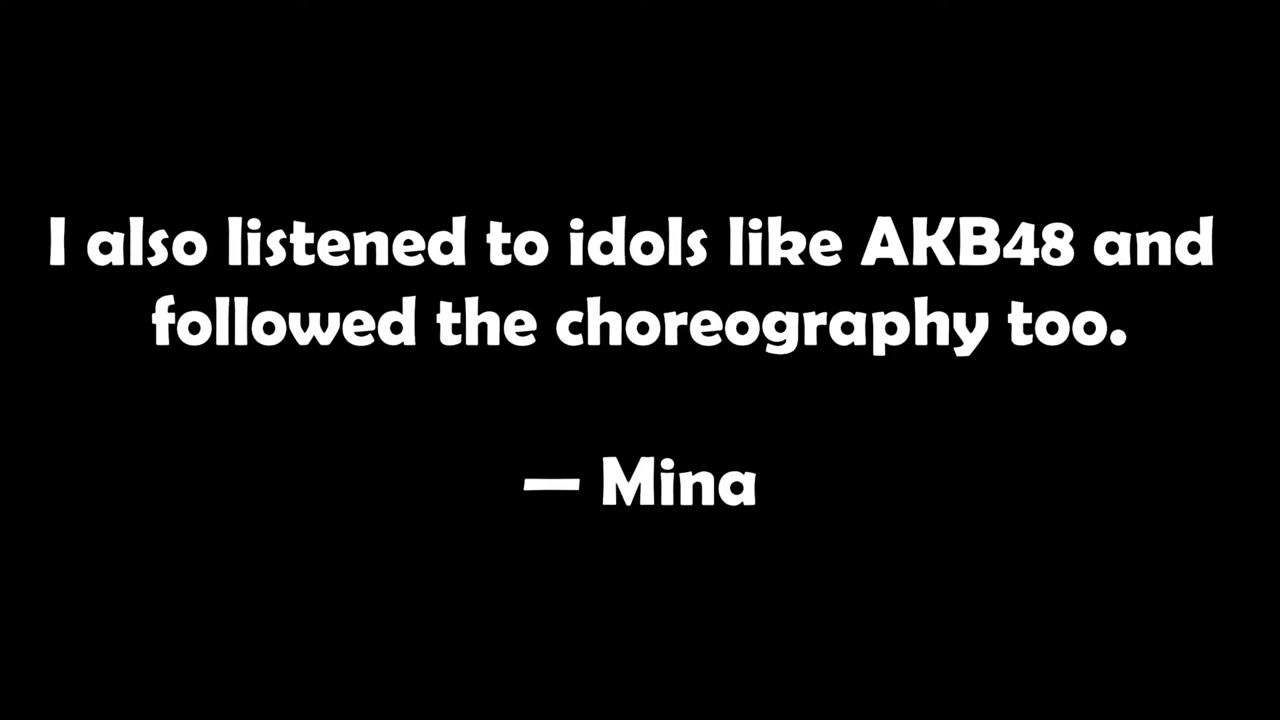 I also listened to idols like AKB48 and
followed the choreography too.
— Mina